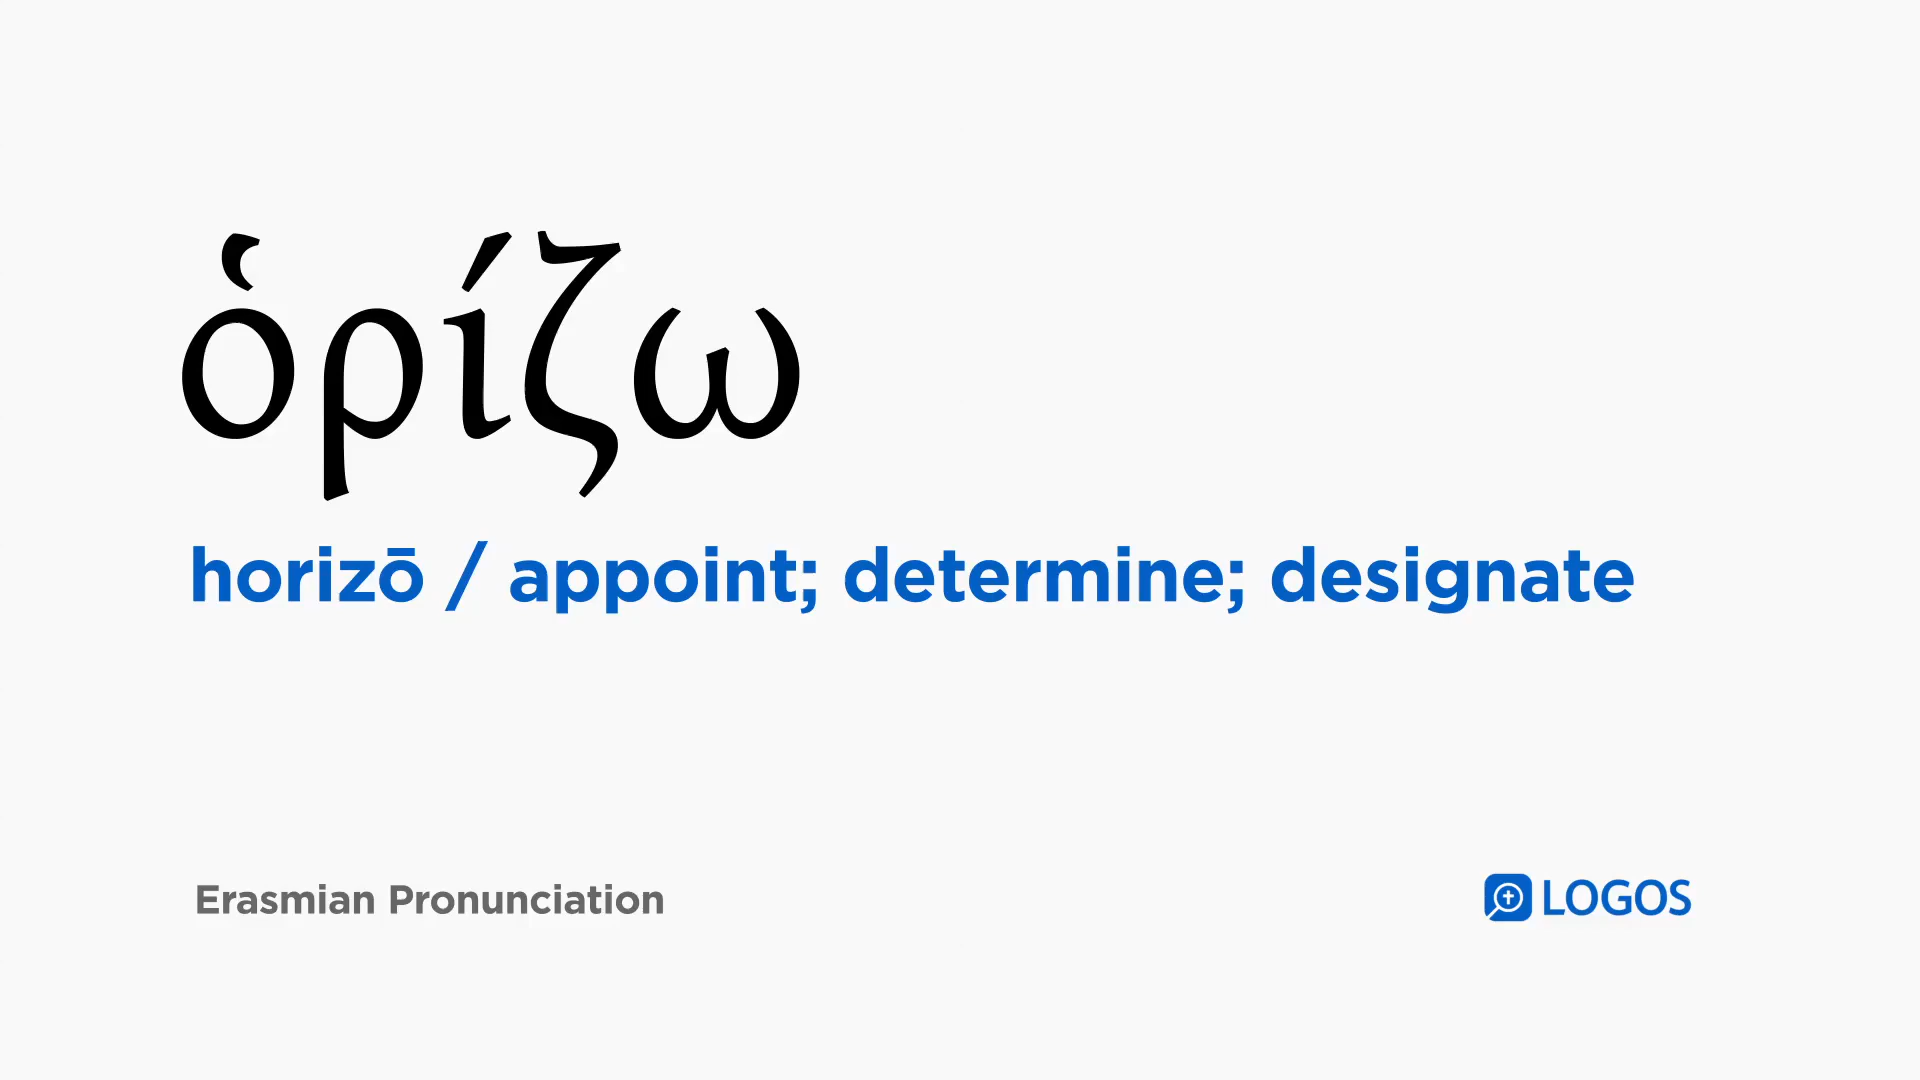 ὁρίζω
horizō / appoint; determine; designate
Erasmian Pronunciation
LOGOS